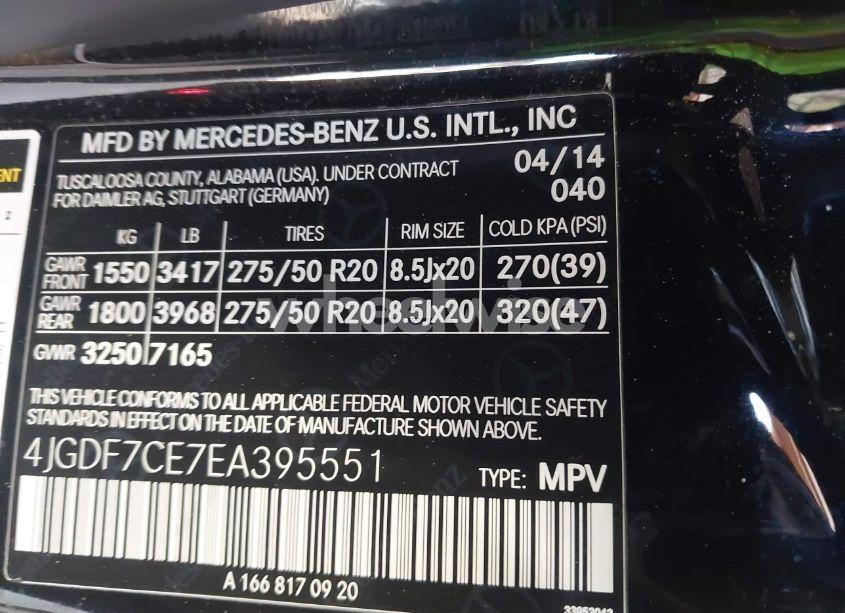 MFD BY MERCEDES-BENZ U.S. INTL., INC
TUSCALOOSA COUNTY, ALABAMA (USA). UNDER CONTRACT
FOR DAIMLER AG, STUTTGART (GERMANY)
04/14
040
KG LB TIRES RIM SIZE COLD KPA (PSI)
GAWR FRONT 1550 3417 275/50 R20 8.5Jx20 270(39)
GAWR REAR 1800 3968 275/50 R20 8.5Jx20 320(47)
GVWR 3250 7165
THIS VEHICLE CONFORMS TO ALL APPLICABLE FEDERAL MOTOR VEHICLE SAFETY
STANDARDS IN EFFECT ON THE DATE OF MANUFACTURE SHOWN ABOVE.
4JGDF7CE7EA395551 TYPE: MPV
A 166 817 09 20
2